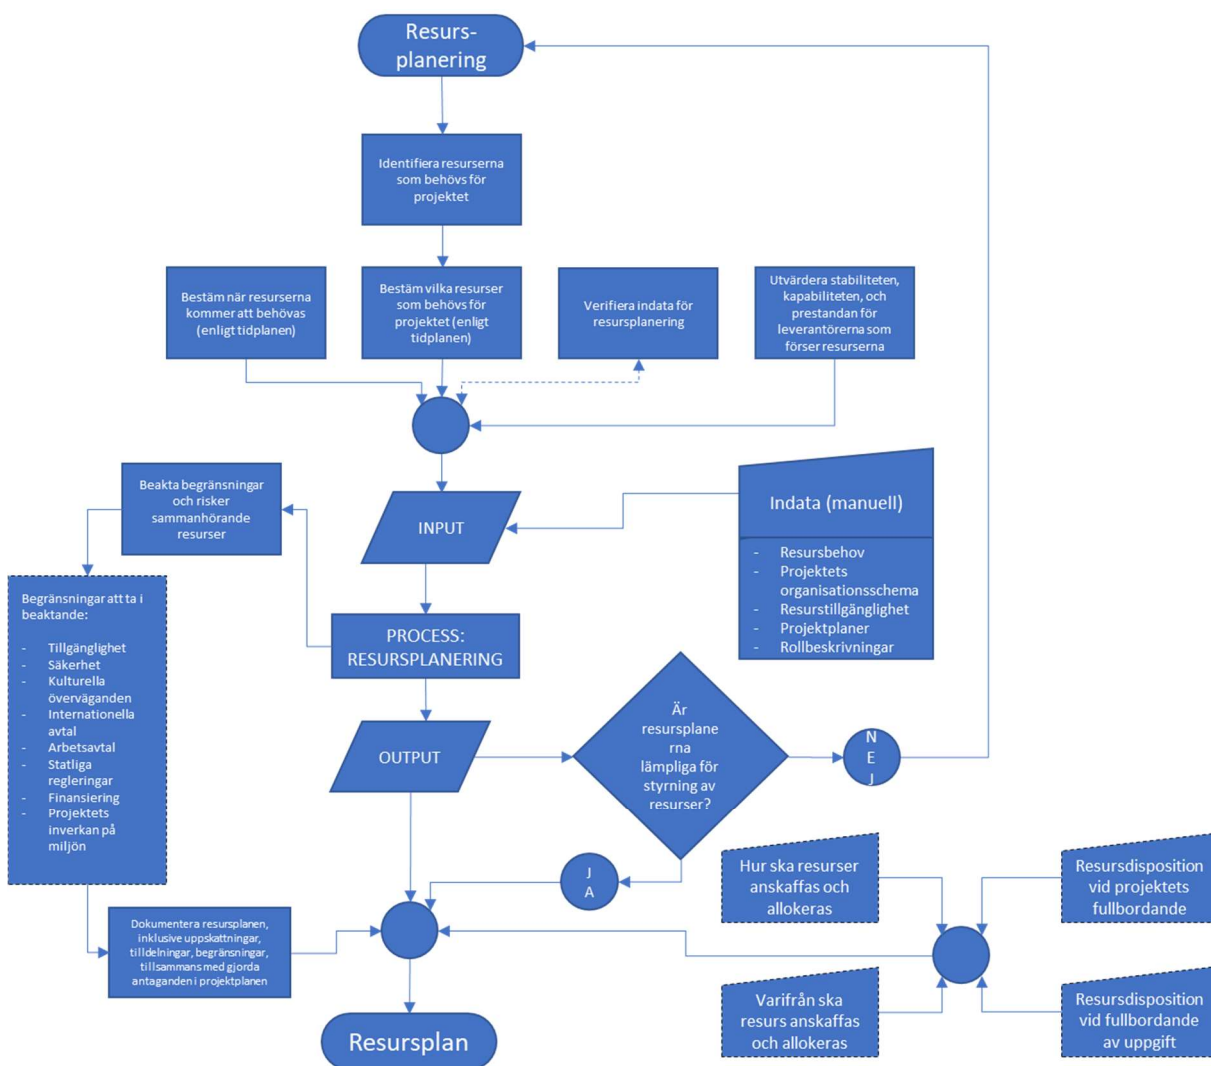 Resurs-
planering
Identifiera resurserna
som behövs för
projektet
Bestäm när resurserna
kommer att behövas
(enligt tidplanen)
Bestäm vilka resurser
som behövs för
projektet (enligt
tidplanen)
Verifiera indata för
resursplanering
Utvärdera stabiliteten,
kapabiliteten, och
prestandan för
leverantörerna som
förser resurserna
Beakta begränsningar
och risker
sammanhörande
resurser
INPUT
Indata (manuell)
- Resursbehov
- Projektets
organisationsschema
- Resurstillgänglighet
- Projektplaner
- Rollbeskrivningar
Begränsningar att ta i
beaktande:
- Tillgänglighet
- Säkerhet
- Kulturella
överväganden
- Internationella
avtal
- Arbetsavtal
- Statliga
regleringar
- Finansiering
- Projektets
inverkan på
miljön
PROCESS:
RESURSPLANERING
OUTPUT
Är
resursplane
rna
lämpliga för
styrning av
resurser?
N
E
J
J
A
Hur ska resurser
anskaffas och
allokeras
Resursdisposition
vid projektets
fullbordande
Dokumentera resursplanen,
inklusive uppskattningar,
tilldelningar, begränsningar,
tillsammans med gjorda
antaganden i projektplanen
Varifrån ska
resurs anskaffas
och allokeras
Resursdisposition
vid fullbordande
av uppgift
Resursplan